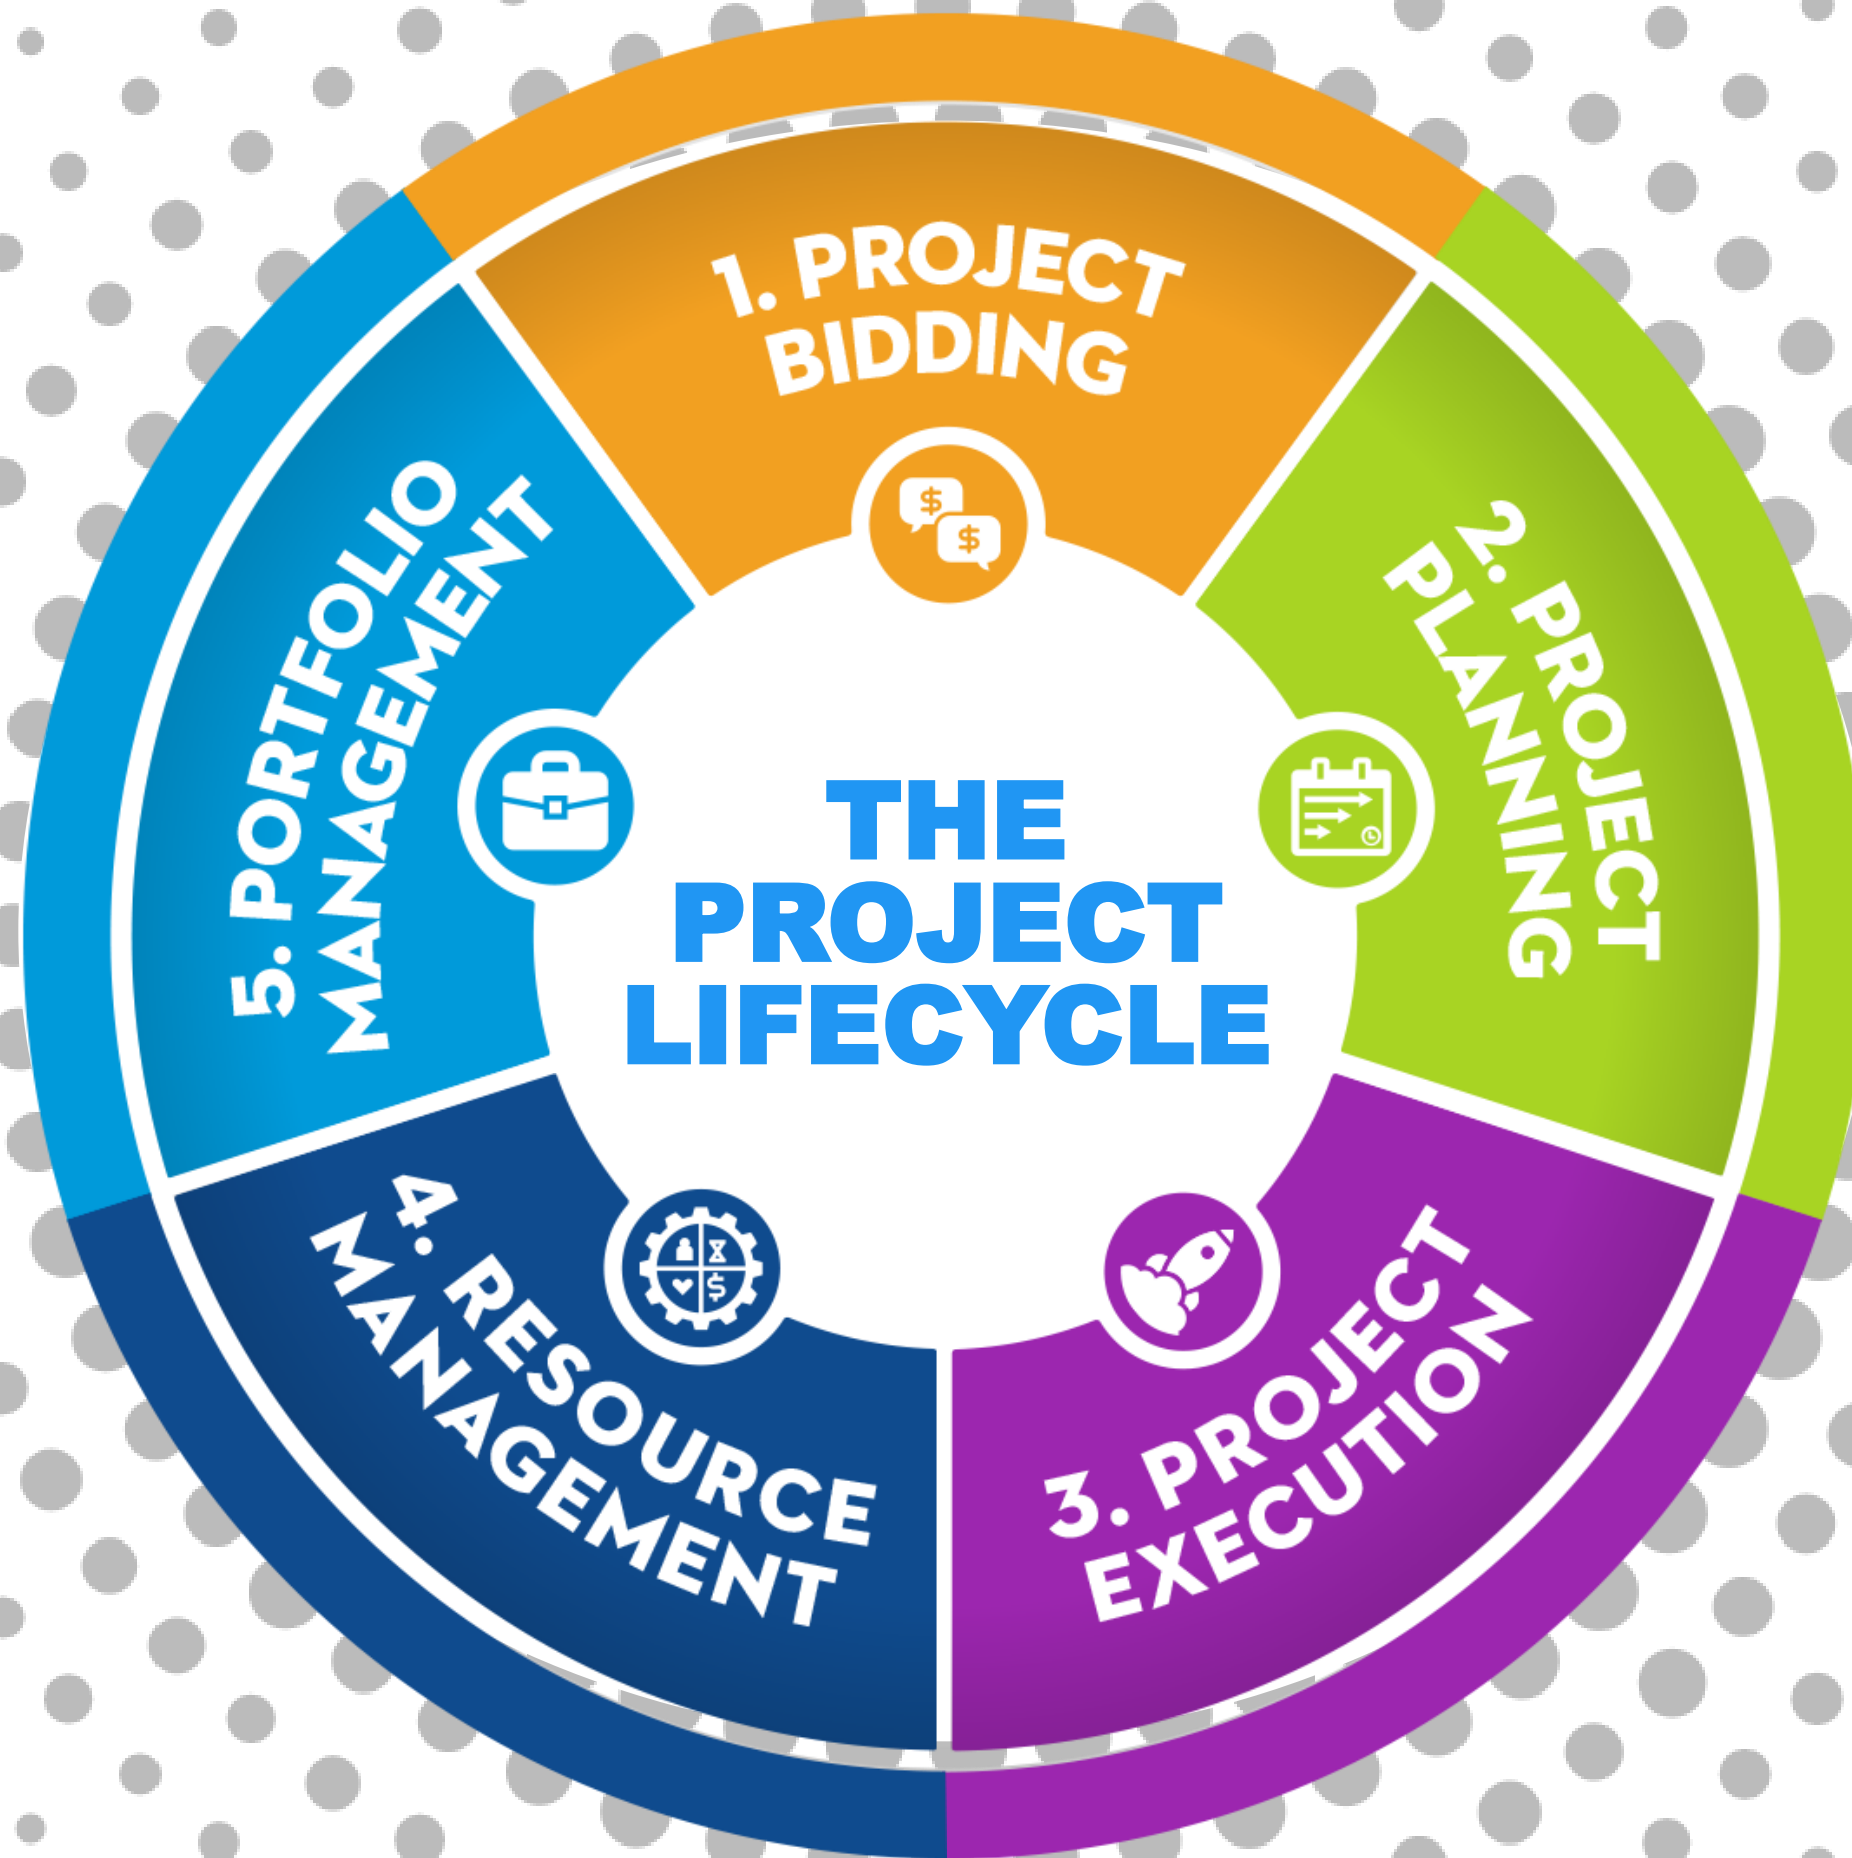 1. PROJECT
BIDDING
$
$
2. PROJECT
PLANNING
THE
PROJECT
LIFECYCLE
3. PROJECT
EXECUTION
4. RESOURCE
MANAGEMENT
$
5. PORTFOLIO
MANAGEMENT